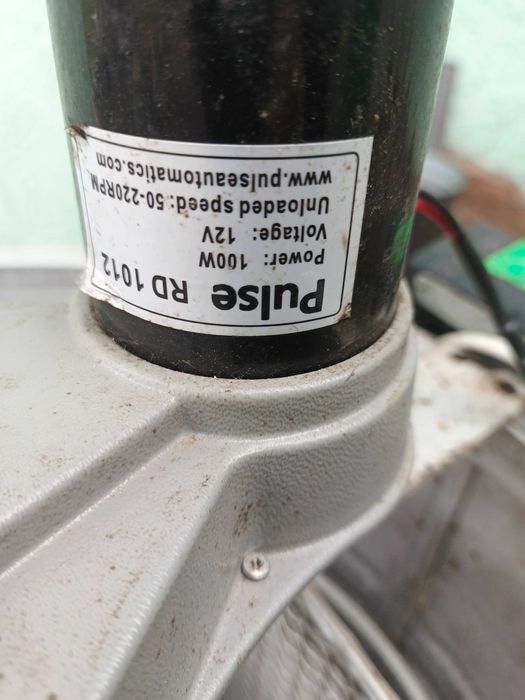 Pulse RD 1012
Power: 100W
Voltage: 12V
Unloaded speed: 50-220RPM
www.pulseautomatics.com